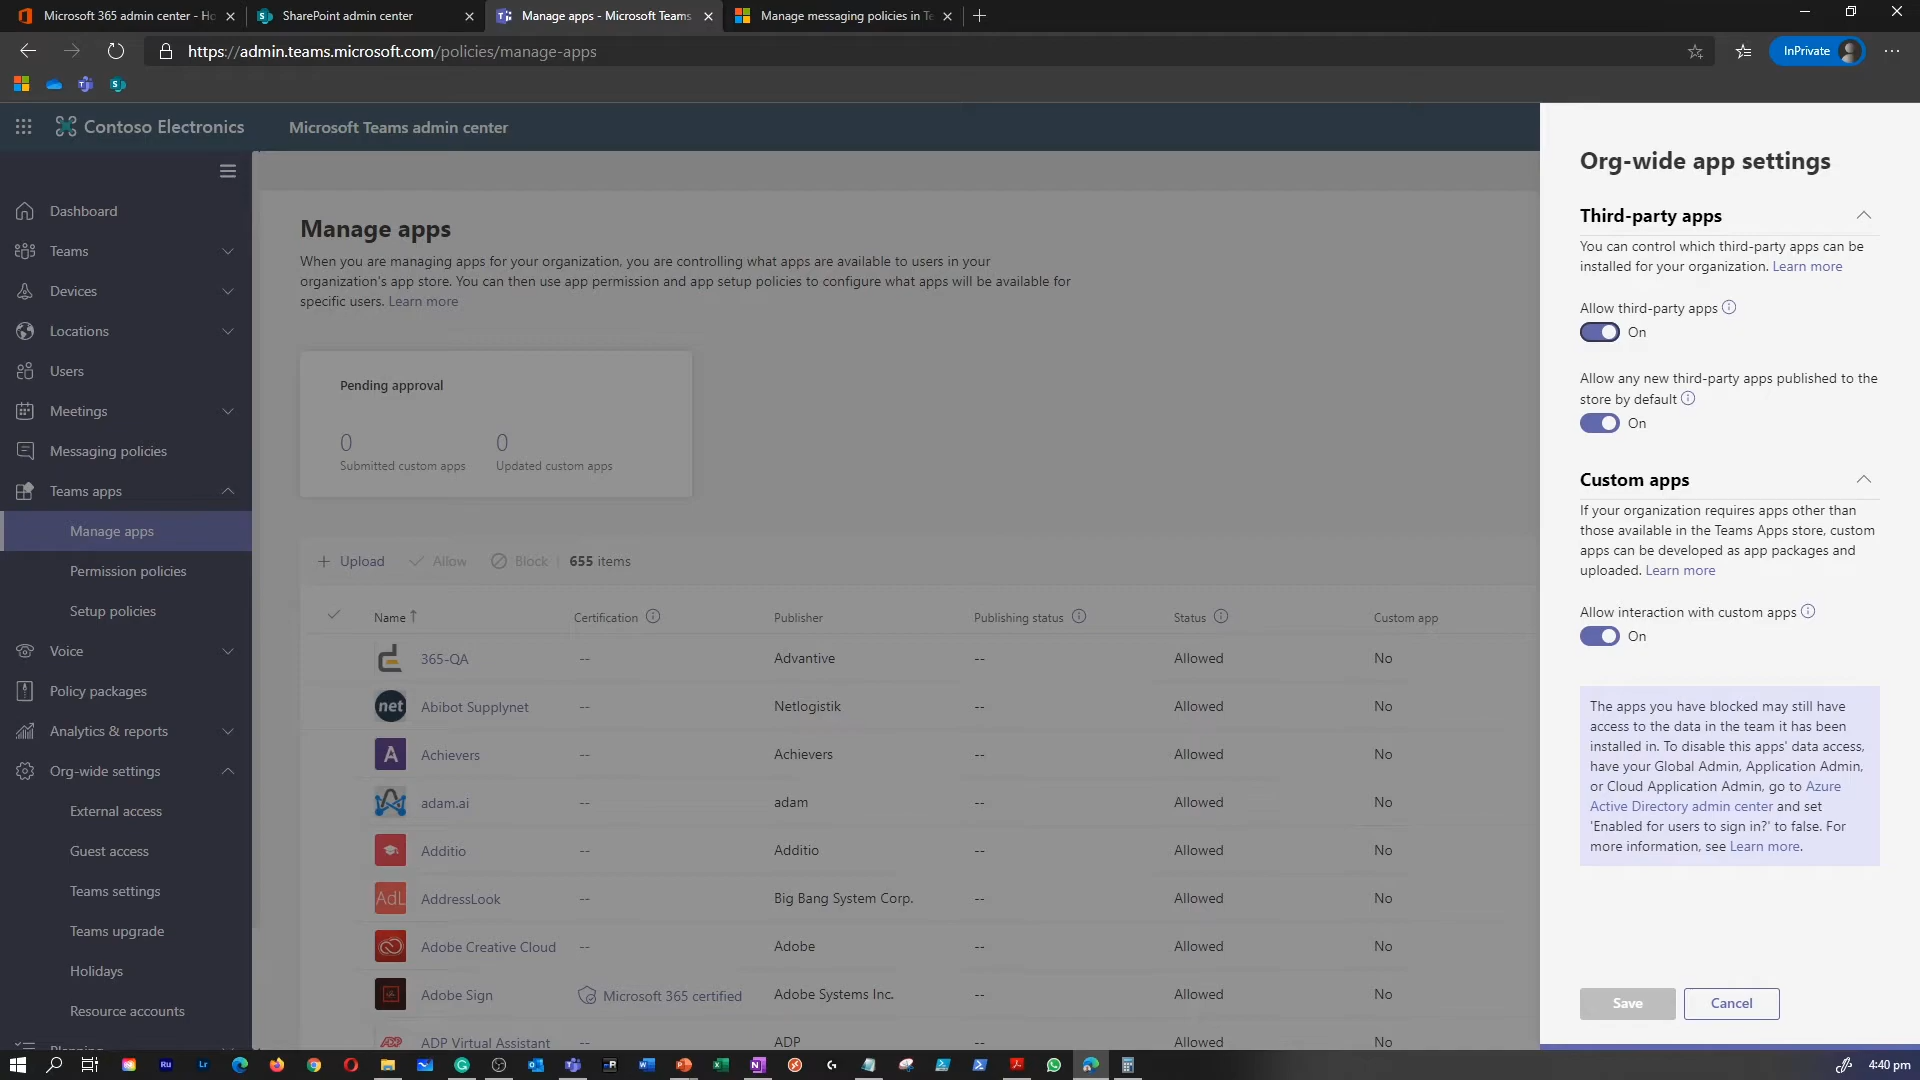 Microsoft 365 admin center - Ho
SharePoint admin center
Manage apps - Microsoft Teams
Manage messaging policies in Te
https://admin.teams.microsoft.com/policies/manage-apps
InPrivate
Contoso Electronics
Microsoft Teams admin center
Dashboard
Teams
Devices
Locations
Users
Meetings
Messaging policies
Teams apps
Manage apps
Permission policies
Setup policies
Voice
Policy packages
Analytics & reports
Org-wide settings
External access
Guest access
Teams settings
Teams upgrade
Holidays
Resource accounts
Planning
Manage apps
When you are managing apps for your organization, you are controlling what apps are available to users in your
organization's app store. You can then use app permission and app setup policies to configure what apps will be available for
specific users. Learn more
Pending approval
0 0
Submitted custom apps Updated custom apps
Upload Allow Block 655 items
Name Certification Publisher Publishing status Status Custom app
365-QA -- Advantive -- Allowed No
net Abibot Supplynet -- Netlogistik -- Allowed No
A Achievers -- Achievers -- Allowed No
adam.ai -- adam -- Allowed No
Additio -- Additio -- Allowed No
AdL AddressLook -- Big Bang System Corp. -- Allowed No
Adobe Creative Cloud -- Adobe -- Allowed No
Adobe Sign Microsoft 365 certified Adobe Systems Inc. -- Allowed No
ADP ADP Virtual Assistant -- ADP -- Allowed No
Org-wide app settings
Third-party apps
You can control which third-party apps can be
installed for your organization. Learn more
Allow third-party apps
On
Allow any new third-party apps published to the
store by default
On
Custom apps
If your organization requires apps other than
those available in the Teams Apps store, custom
apps can be developed as app packages and
uploaded. Learn more
Allow interaction with custom apps
On
The apps you have blocked may still have
access to the data in the team it has been
installed in. To disable this apps' data access,
have your Global Admin, Application Admin,
or Cloud Application Admin, go to Azure
Active Directory admin center and set
'Enabled for users to sign in?' to false. For
more information, see Learn more.
Save Cancel
4:40 pm